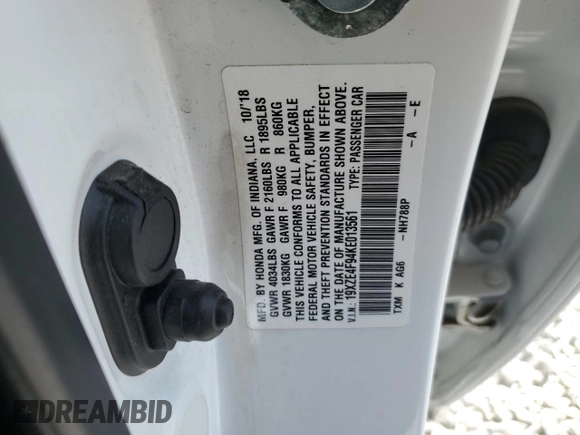 MFD. BY HONDA MFG. OF INDIANA, LLC 10/'18
GVWR 4034LBS GAWR F 2160LBS R 1895LBS
GVWR 1830KG GAWR F 980KG R 860KG
THIS VEHICLE CONFORMS TO ALL APPLICABLE
FEDERAL MOTOR VEHICLE SAFETY, BUMPER,
AND THEFT PREVENTION STANDARDS IN EFFECT
ON THE DATE OF MANUFACTURE SHOWN ABOVE.
V.I.N.: 19XZE4F94KE013561 TYPE: PASSENGER CAR
TXM K AG6 -NH788P -A -E
DREAMBID